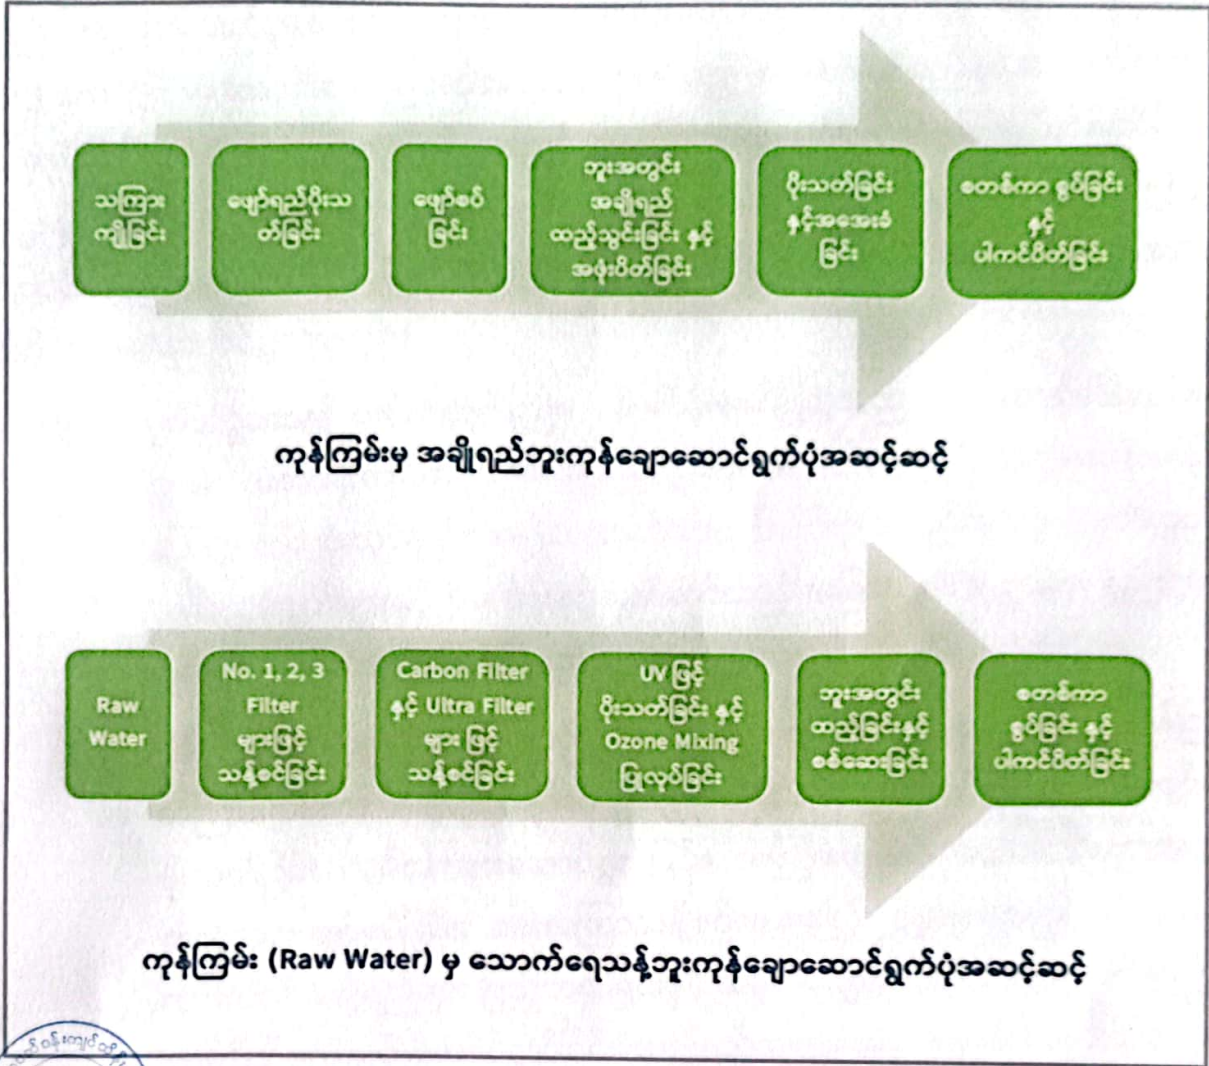 သကြား
ကျိုခြင်း
ဖျော်ရည်ပိုးသ
တ်ခြင်း
ဖျော်စပ်
ခြင်း
ဘူးအတွင်း
အချိုရည်
ထည့်သွင်းခြင်း နှင့်
အဖုံးပိတ်ခြင်း
ပိုးသတ်ခြင်း
နှင့်အအေးခံ
ခြင်း
စတစ်ကာ စွပ်ခြင်း
နှင့်
ပါကင်ပိတ်ခြင်း
ကုန်ကြမ်းမှ အချိုရည်ဘူးကုန်ချောဆောင်ရွက်ပုံအဆင့်ဆင့်
Raw
Water
No. 1, 2, 3
Filter
များဖြင့်
သန့်စင်ခြင်း
Carbon Filter
နှင့် Ultra Filter
များ ဖြင့်
သန့်စင်ခြင်း
UV ဖြင့်
ပိုးသတ်ခြင်း နှင့်
Ozone Mixing
ပြုလုပ်ခြင်း
ဘူးအတွင်း
ထည့်ခြင်းနှင့်
စစ်ဆေးခြင်း
စတစ်ကာ
စွပ်ခြင်း နှင့်
ပါကင်ပိတ်ခြင်း
ကုန်ကြမ်း (Raw Water) မှ သောက်ရေသန့်ဘူးကုန်ချောဆောင်ရွက်ပုံအဆင့်ဆင့်